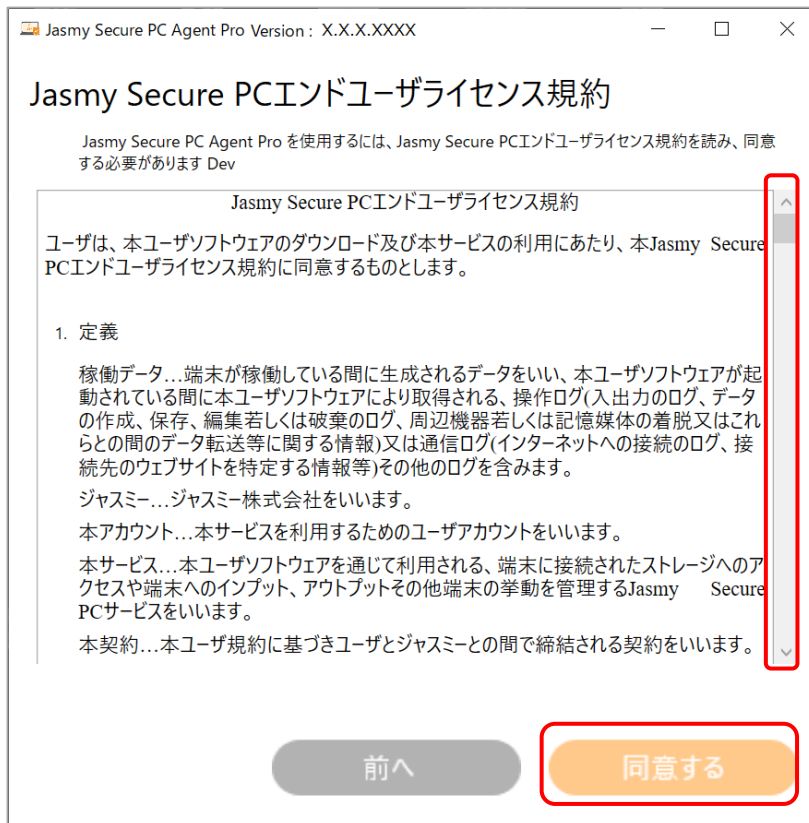 Jasmy Secure PC Agent Pro Version : X.X.X.XXXX
Jasmy Secure PCエンドユーザライセンス規約
Jasmy Secure PC Agent Pro を使用するには、Jasmy Secure PCエンドユーザライセンス規約を読み、同意
する必要があります Dev
Jasmy Secure PCエンドユーザライセンス規約
ユーザは、本ユーザソフトウェアのダウンロード及び本サービスの利用にあたり、本Jasmy Secure
PCエンドユーザライセンス規約に同意するものとします。
1. 定義
稼働データ…端末が稼働している間に生成されるデータをいい、本ユーザソフトウェアが起
動されている間に本ユーザソフトウェアにより取得される、操作ログ(入出力のログ、データ
の作成、保存、編集若しくは破棄のログ、周辺機器若しくは記憶媒体の着脱又はこれ
らとの間のデータ転送等に関する情報)又は通信ログ(インターネットへの接続のログ、接
続先のウェブサイトを特定する情報等)その他のログを含みます。
ジャスミー…ジャスミー株式会社をいいます。
本アカウント…本サービスを利用するためのユーザアカウントをいいます。
本サービス…本ユーザソフトウェアを通じて利用される、端末に接続されたストレージへのア
クセスや端末へのインプット、アウトプットその他端末の挙動を管理するJasmy Secure
PCサービスをいいます。
本契約…本ユーザ規約に基づきユーザとジャスミーとの間で締結される契約をいいます。
前へ
同意する